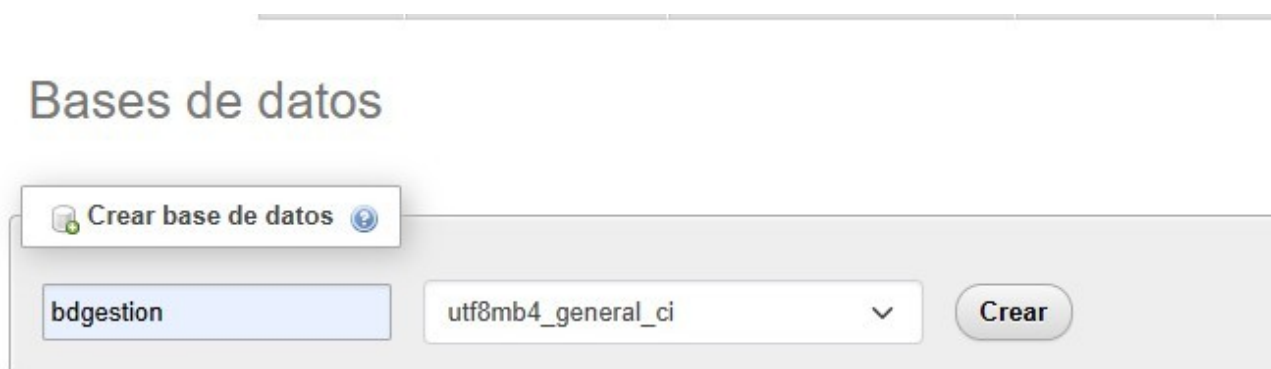 Bases de datos
Crear base de datos
bdgestion utf8mb4_general_ci Crear